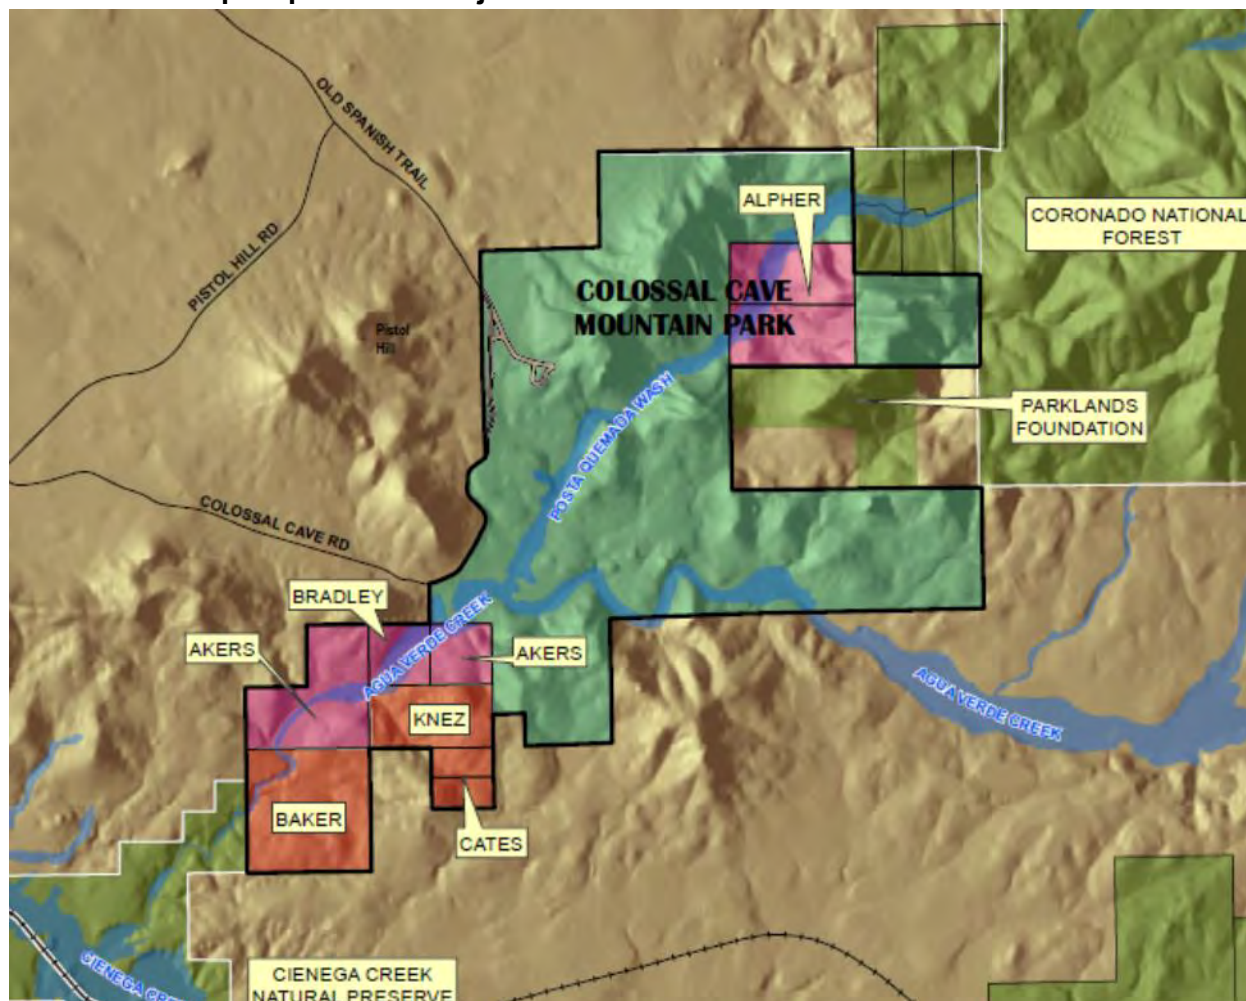 OLD SPANISH TRAIL
ALPHER
CORONADO NATIONAL
FOREST
PISTOL HILL RD
COLOSSAL CAVE
MOUNTAIN PARK
Pistol
Hill
PARKLANDS
FOUNDATION
POSTA QUEMADA WASH
COLOSSAL CAVE RD
BRADLEY
AKERS
AGUA VERDE CREEK
AKERS
KNEZ
AGUA VERDE CREEK
BAKER
CATES
CIENEGA CREEK
NATURAL PRESERVE
CIENEGA